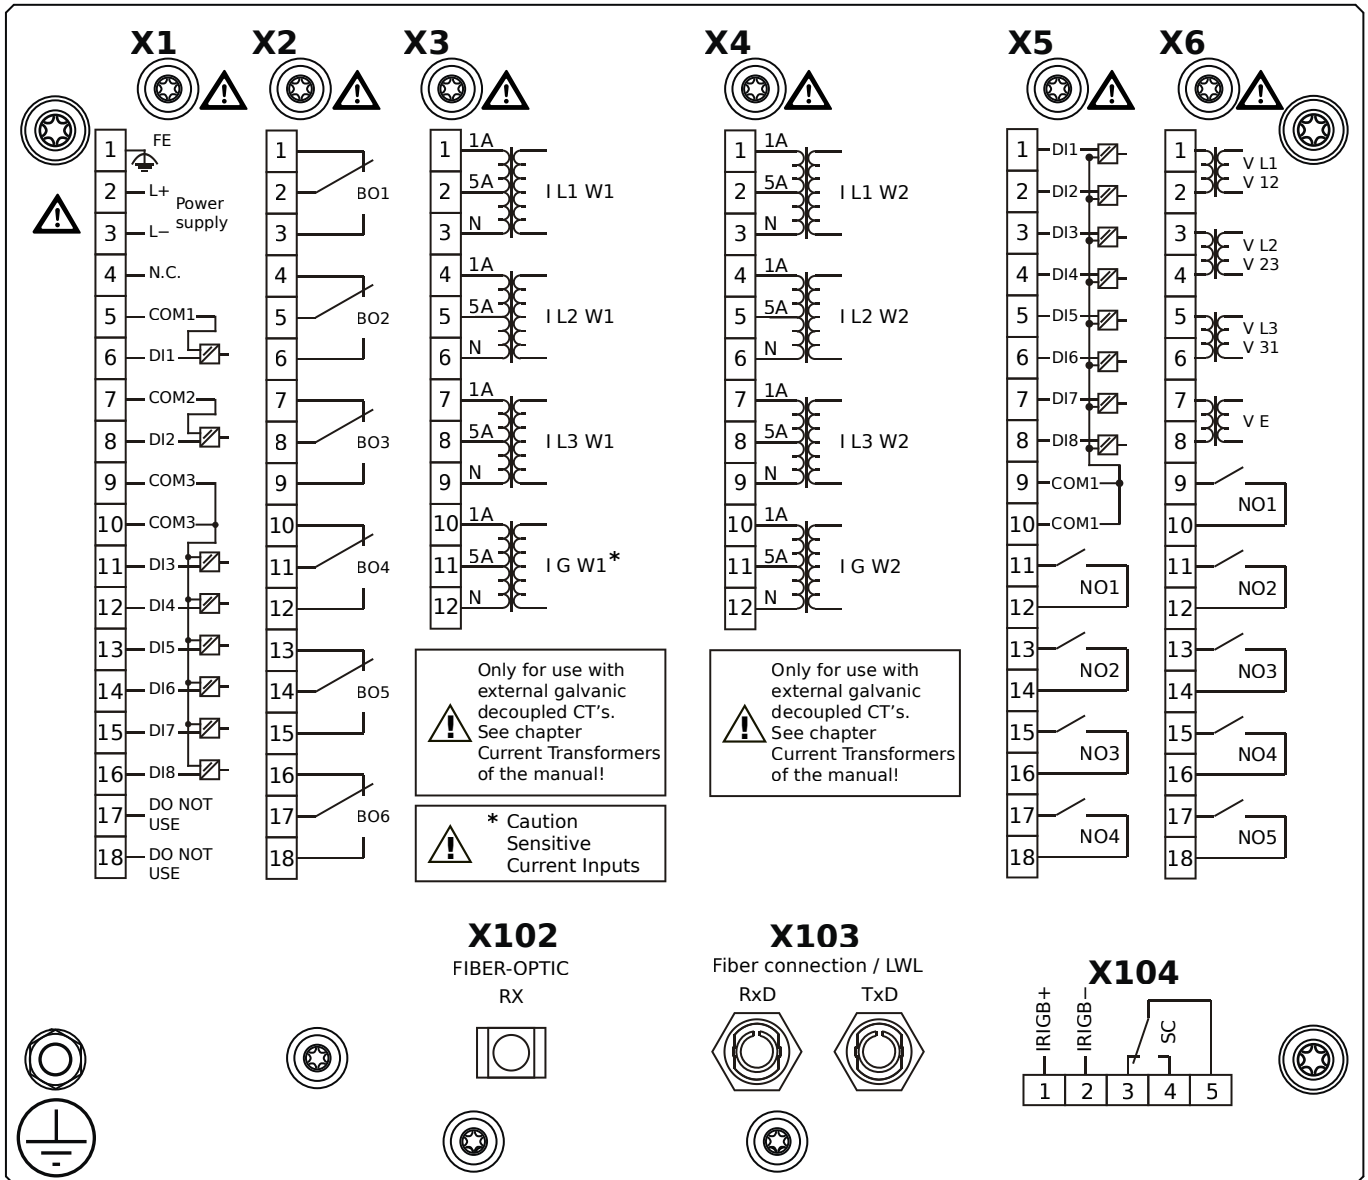 X1
X2
X3
X4
X5
X6
1 FE
2 L+
Power
supply
3 L−
4 N.C.
5 COM1
6 DI1
7 COM2
8 DI2
9 COM3
10 COM3
11 DI3
12 DI4
13 DI5
14 DI6
15 DI7
16 DI8
17 DO NOT
USE
18 DO NOT
USE
1
2 BO1
3
4
5 BO2
6
7
8 BO3
9
10
11 BO4
12
13
14 BO5
15
16
17 BO6
18
1 1A
2 5A I L1 W1
3 N
4 1A
5 5A I L2 W1
6 N
7 1A
8 5A I L3 W1
9 N
10 1A
11 5A I G W1*
12 N
Only for use with
external galvanic
decoupled CT's.
See chapter
Current Transformers
of the manual!
* Caution
Sensitive
Current Inputs
1 1A
2 5A I L1 W2
3 N
4 1A
5 5A I L2 W2
6 N
7 1A
8 5A I L3 W2
9 N
10 1A
11 5A I G W2
12 N
Only for use with
external galvanic
decoupled CT's.
See chapter
Current Transformers
of the manual!
1 DI1
2 DI2
3 DI3
4 DI4
5 DI5
6 DI6
7 DI7
8 DI8
9 COM1
10 COM1
11
NO1
12
13
NO2
14
15
NO3
16
17
NO4
18
1 V L1
2 V 12
3 V L2
4 V 23
5 V L3
6 V 31
7
V E
8
9
NO1
10
11
NO2
12
13
NO3
14
15
NO4
16
17
NO5
18
X102
FIBER-OPTIC
RX
X103
Fiber connection / LWL
RxD TxD
X104
IRIGB+
IRIGB−
SC
1 2 3 4 5